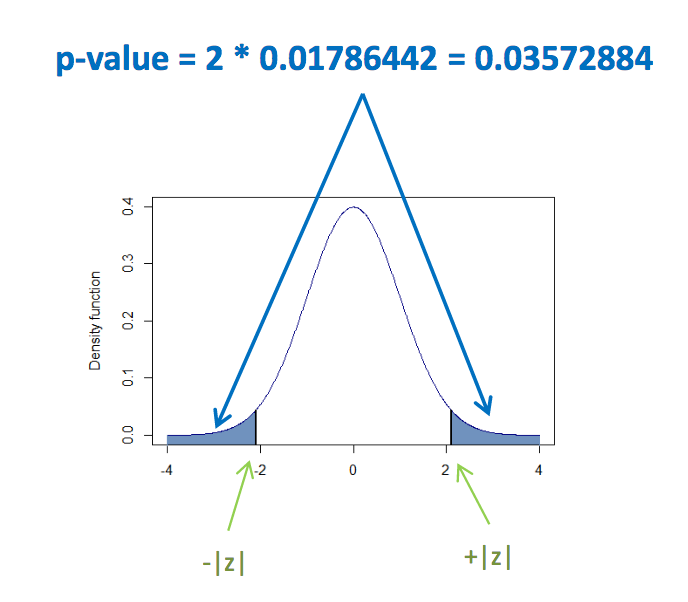 p-value = 2 * 0.01786442 = 0.03572884
0.4
0.3
0.2
0.1
0.0
Density function
-4
-2
0
2
4
-|z|
+|z|